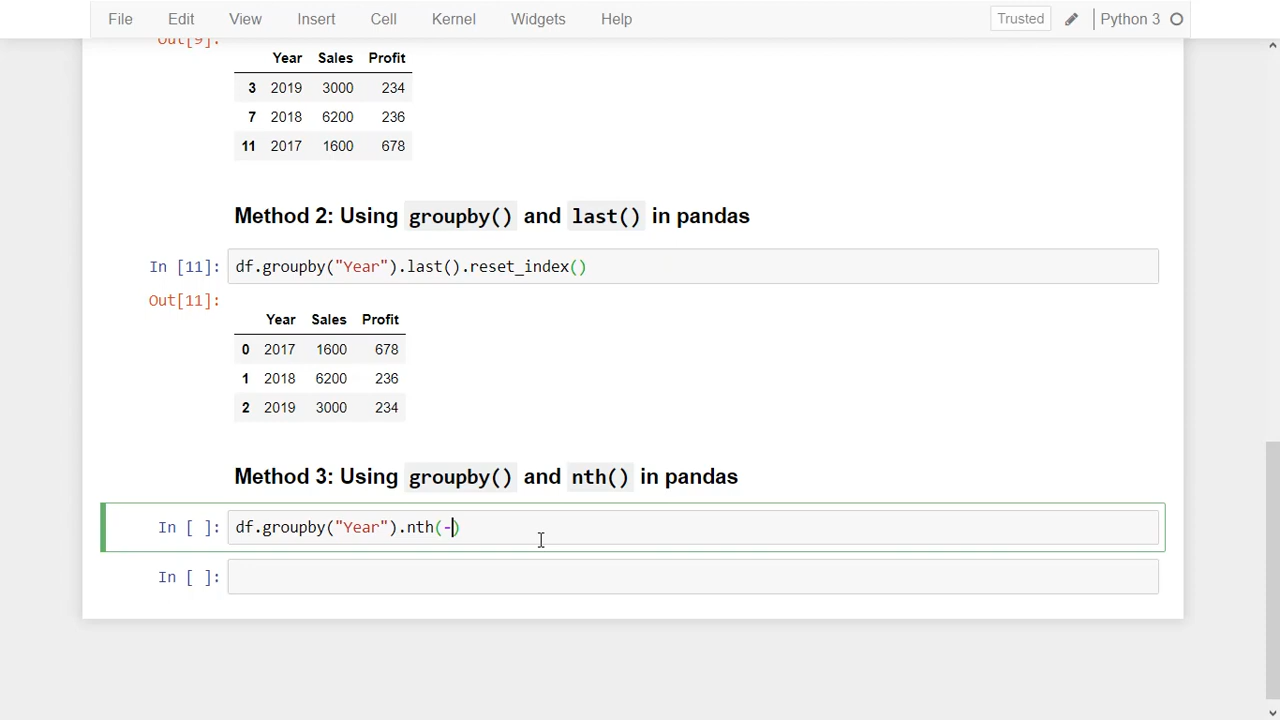 File Edit View Insert Cell Kernel Widgets Help Trusted Python 3
Out[9]:
Year Sales Profit
3 2019 3000 234
7 2018 6200 236
11 2017 1600 678
Method 2: Using groupby() and last() in pandas
In [11]: df.groupby("Year").last().reset_index()
Out[11]:
Year Sales Profit
0 2017 1600 678
1 2018 6200 236
2 2019 3000 234
Method 3: Using groupby() and nth() in pandas
In [ ]: df.groupby("Year").nth(-)
In [ ]: